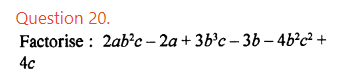 Question 20.
Factorise : 2ab²c – 2a + 3b³c – 3b – 4b²c² +
4c